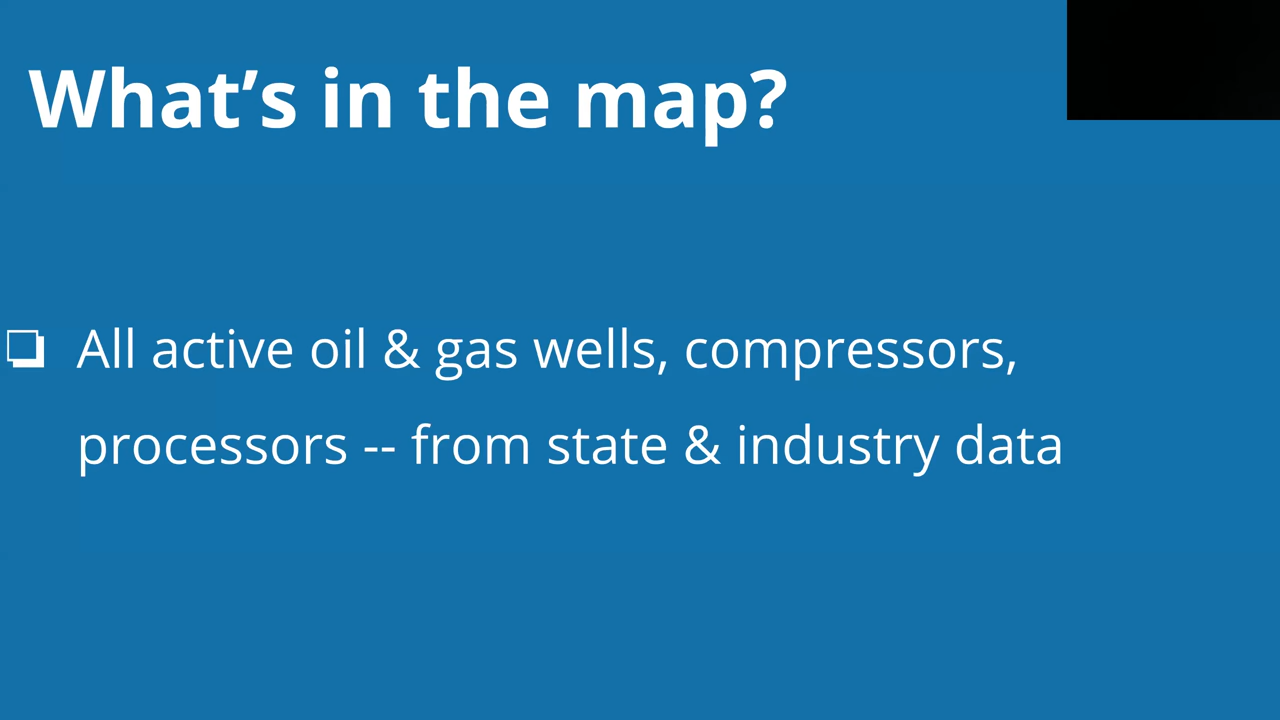 What’s in the map?
❏ All active oil & gas wells, compressors,
processors -- from state & industry data